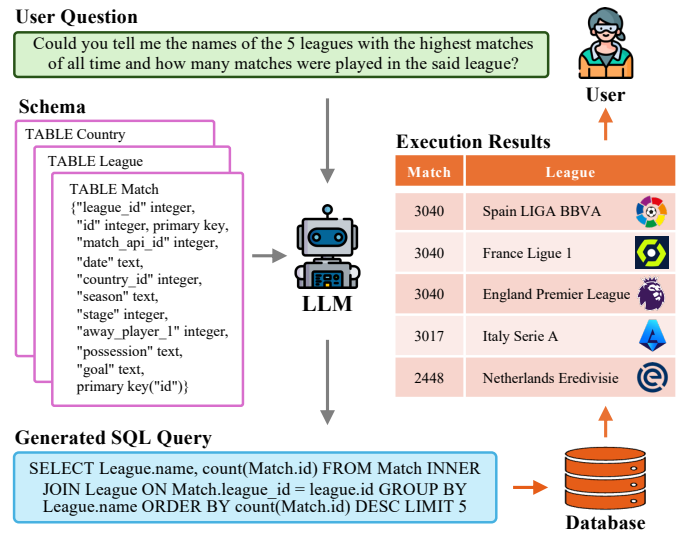 User Question
Could you tell me the names of the 5 leagues with the highest matches
of all time and how many matches were played in the said league?
User
Schema
TABLE Country
TABLE League
TABLE Match
{"league_id" integer,
"id" integer, primary key,
"match_api_id" integer,
"date" text,
"country_id" integer,
"season" text,
"stage" integer,
"away_player_1" integer,
"possession" text,
"goal" text,
primary key("id")}
LLM
Execution Results
Match League
3040 Spain LIGA BBVA
3040 France Ligue 1
3040 England Premier League
3017 Italy Serie A
2448 Netherlands Eredivisie
Generated SQL Query
SELECT League.name, count(Match.id) FROM Match INNER
JOIN League ON Match.league_id = league.id GROUP BY
League.name ORDER BY count(Match.id) DESC LIMIT 5
Database